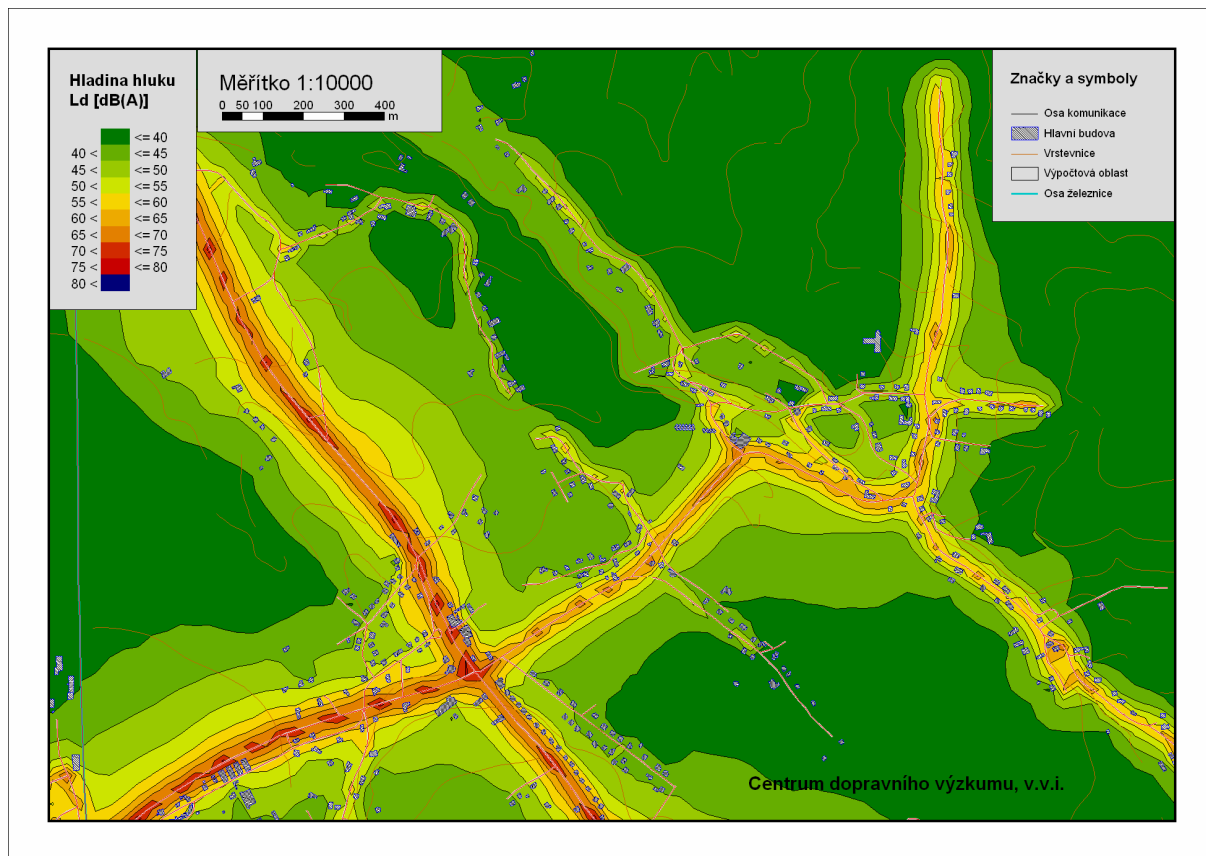 Hladina hluku
Ld [dB(A)]
<= 40
40 < <= 45
45 < <= 50
50 < <= 55
55 < <= 60
60 < <= 65
65 < <= 70
70 < <= 75
75 < <= 80
80 <
Měřítko 1:10000
0 50 100 200 300 400
m
Značky a symboly
Osa komunikace
Hlavní budova
Vrstevnice
Výpočtová oblast
Osa železnice
Centrum dopravního výzkumu, v.v.i.